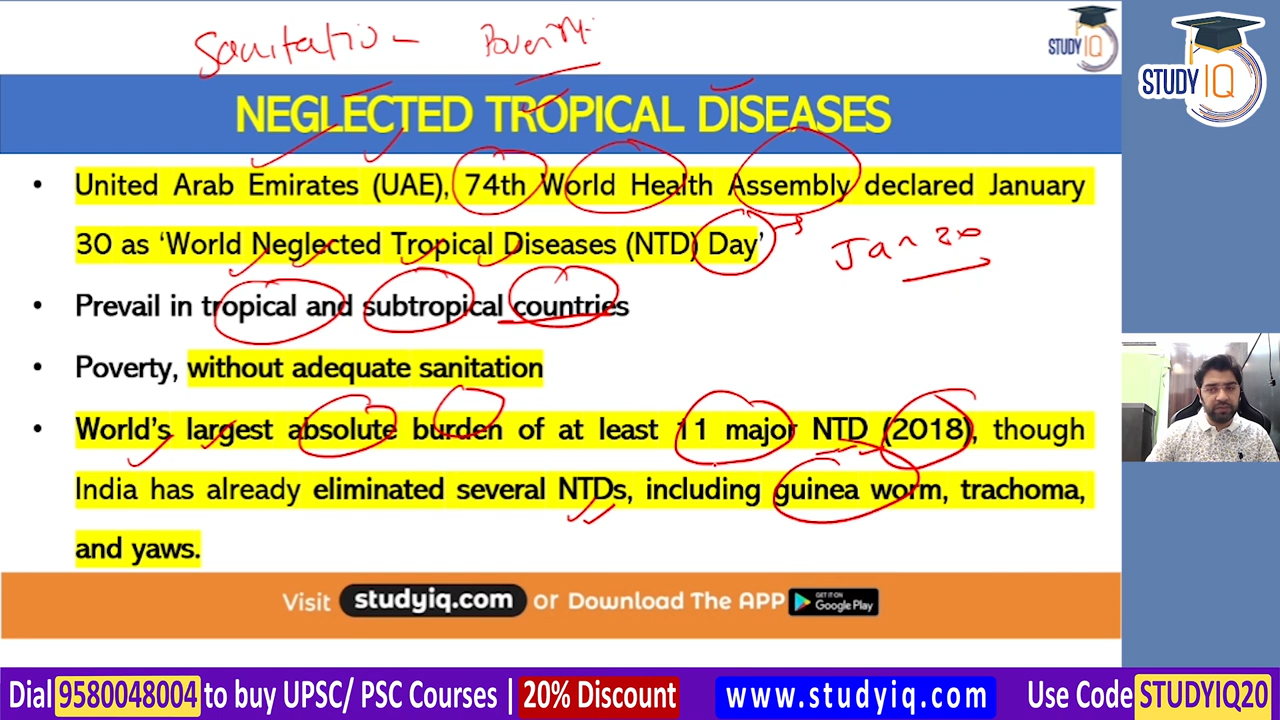 Sanitation Poverty
STUDY IQ
STUDY IQ
NEGLECTED TROPICAL DISEASES
• United Arab Emirates (UAE), 74th World Health Assembly declared January
30 as ‘World Neglected Tropical Diseases (NTD) Day’
Jan 30
• Prevail in tropical and subtropical countries
• Poverty, without adequate sanitation
• World’s largest absolute burden of at least 11 major NTD (2018), though
India has already eliminated several NTDs, including guinea worm, trachoma,
and yaws.
Visit studyiq.com or Download The APP GET IT ON Google Play
Dial 9580048004 to buy UPSC/ PSC Courses | 20% Discount www.studyiq.com Use Code STUDYIQ20